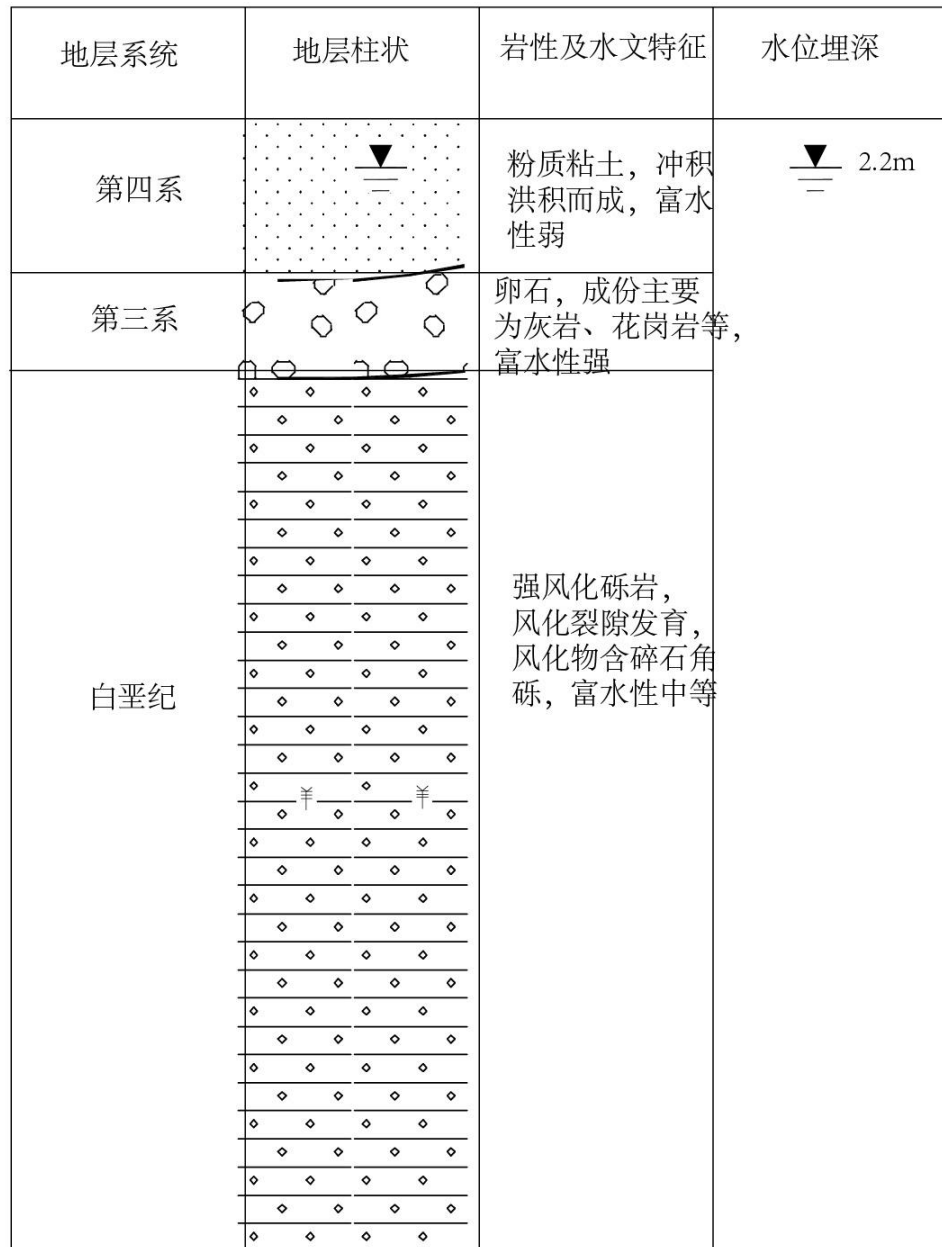 地层系统
地层柱状
岩性及水文特征
水位埋深
第四系
粉质粘土，冲积
洪积而成，富水
性弱
2.2m
第三系
卵石，成份主要
为灰岩、花岗岩等，
富水性强
白垩纪
强风化砾岩，
风化裂隙发育，
风化物含碎石角
砾，富水性中等